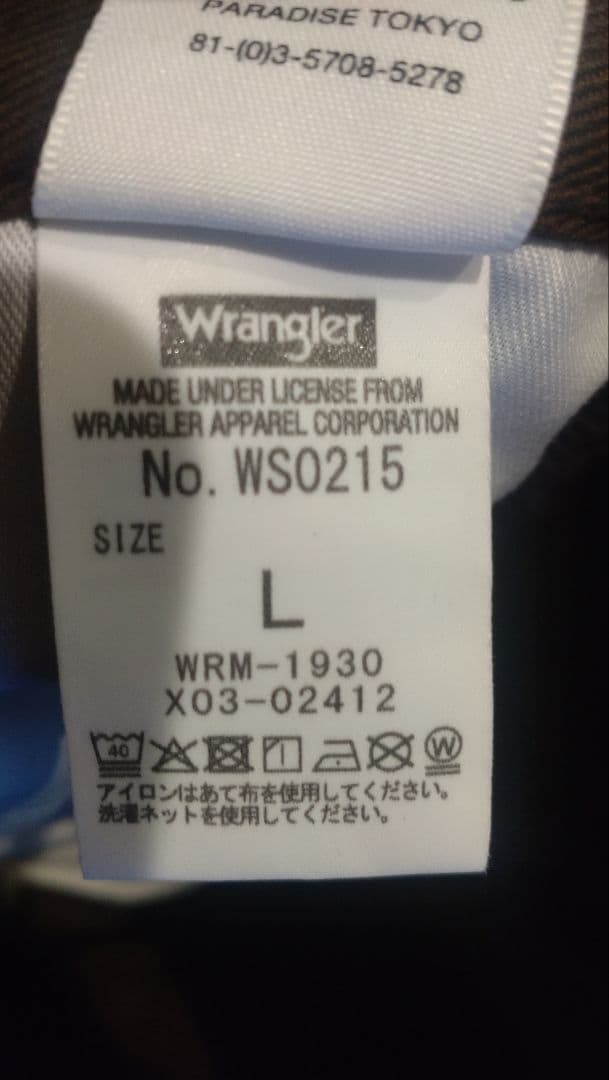 PARADISE TOKYO
81-(0)3-5708-5278
Wrangler
MADE UNDER LICENSE FROM
WRANGLER APPAREL CORPORATION
No. WS0215
SIZE
L
WRM-1930
X03-02412
40 W
アイロンはあて布を使用してください。
洗濯ネットを使用してください。